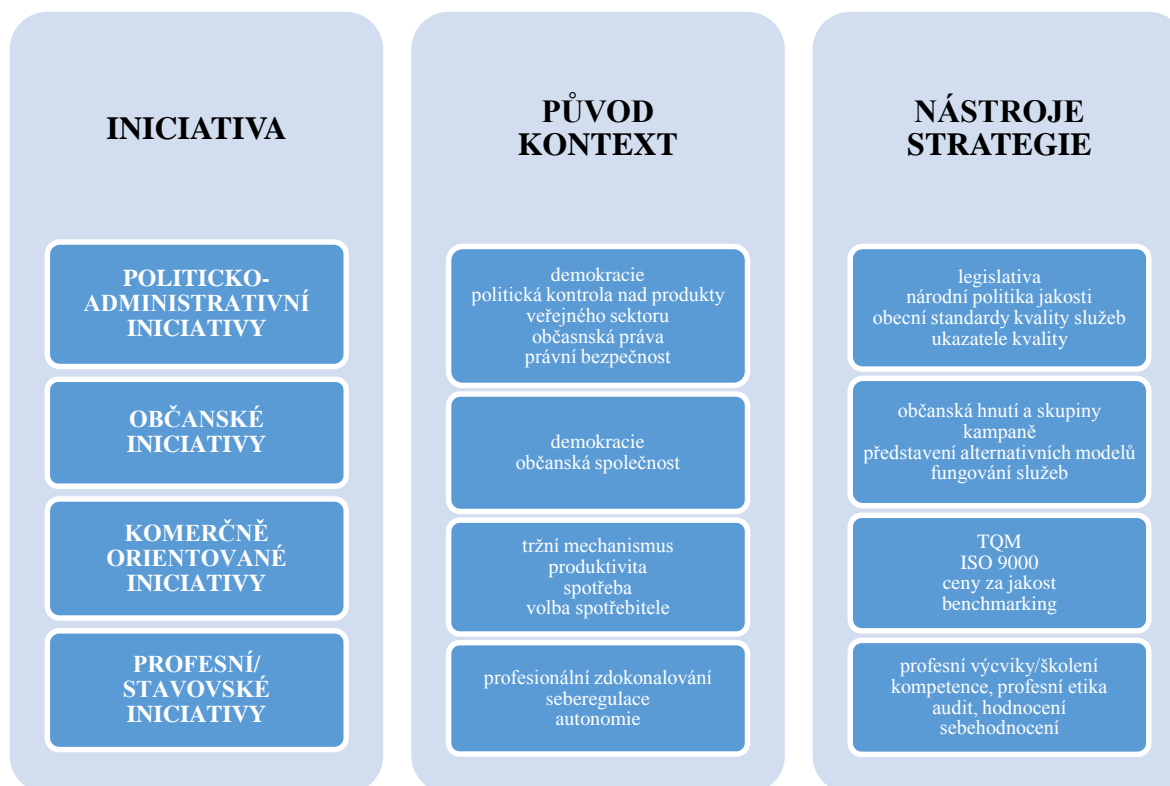 INICIATIVA
PŮVOD
KONTEXT
NÁSTROJE
STRATEGIE
POLITICKO-
ADMINISTRATIVNÍ
INICIATIVY
demokracie
politická kontrola nad produkty
veřejného sektoru
občasnská práva
právní bezpečnost
legislativa
národní politika jakosti
obecní standardy kvality služeb
ukazatele kvality
OBČANSKÉ
INICIATIVY
demokracie
občanská společnost
občanská hnutí a skupiny
kampaně
představení alternativních modelů
fungování služeb
KOMERČNĚ
ORIENTOVANÉ
INICIATIVY
tržní mechanismus
produktivita
spotřeba
volba spotřebitele
TQM
ISO 9000
ceny za jakost
benchmarking
PROFESNÍ/
STAVOVSKÉ
INICIATIVY
profesionální zdokonalování
seberegulace
autonomie
profesní výcviky/školení
kompetence, profesní etika
audit, hodnocení
sebehodnocení